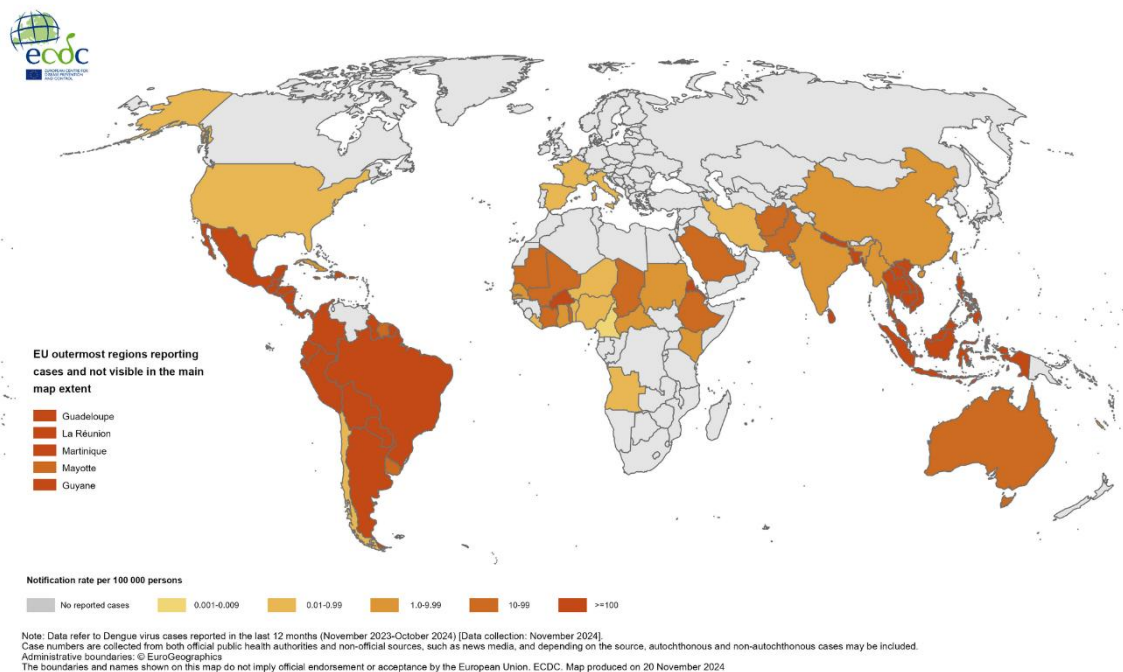 ecdc
EUROPEAN CENTRE FOR
DISEASE PREVENTION
AND CONTROL
EU outermost regions reporting
cases and not visible in the main
map extent
Guadeloupe
La Réunion
Martinique
Mayotte
Guyane
Notification rate per 100 000 persons
No reported cases
0.001-0.009
0.01-0.99
1.0-9.99
10-99
>=100
Note: Data refer to Dengue virus cases reported in the last 12 months (November 2023-October 2024) [Data collection: November 2024].
Case numbers are collected from both official public health authorities and non-official sources, such as news media, and depending on the source, autochthonous and non-autochthonous cases may be included.
Administrative boundaries: © EuroGeographics
The boundaries and names shown on this map do not imply official endorsement or acceptance by the European Union. ECDC. Map produced on 20 November 2024